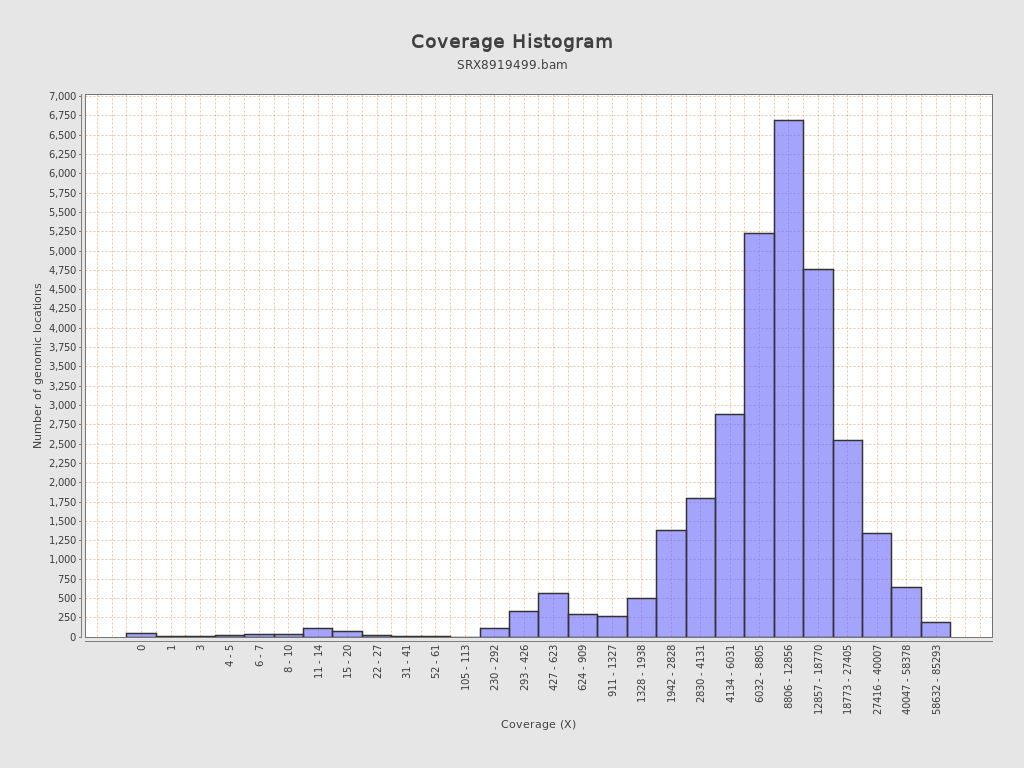 Coverage Histogram
SRX8919499.bam
Number of genomic locations
7,000
6,750
6,500
6,250
6,000
5,750
5,500
5,250
5,000
4,750
4,500
4,250
4,000
3,750
3,500
3,250
3,000
2,750
2,500
2,250
2,000
1,750
1,500
1,250
1,000
750
500
250
0
0
1
3
4 - 5
6 - 7
8 - 10
11 - 14
15 - 20
22 - 27
31 - 41
52 - 61
105 - 113
230 - 292
293 - 426
427 - 623
624 - 909
911 - 1327
1328 - 1938
1942 - 2828
2830 - 4131
4134 - 6031
6032 - 8805
8806 - 12856
12857 - 18770
18773 - 27405
27416 - 40007
40047 - 58378
58632 - 85293
Coverage (X)